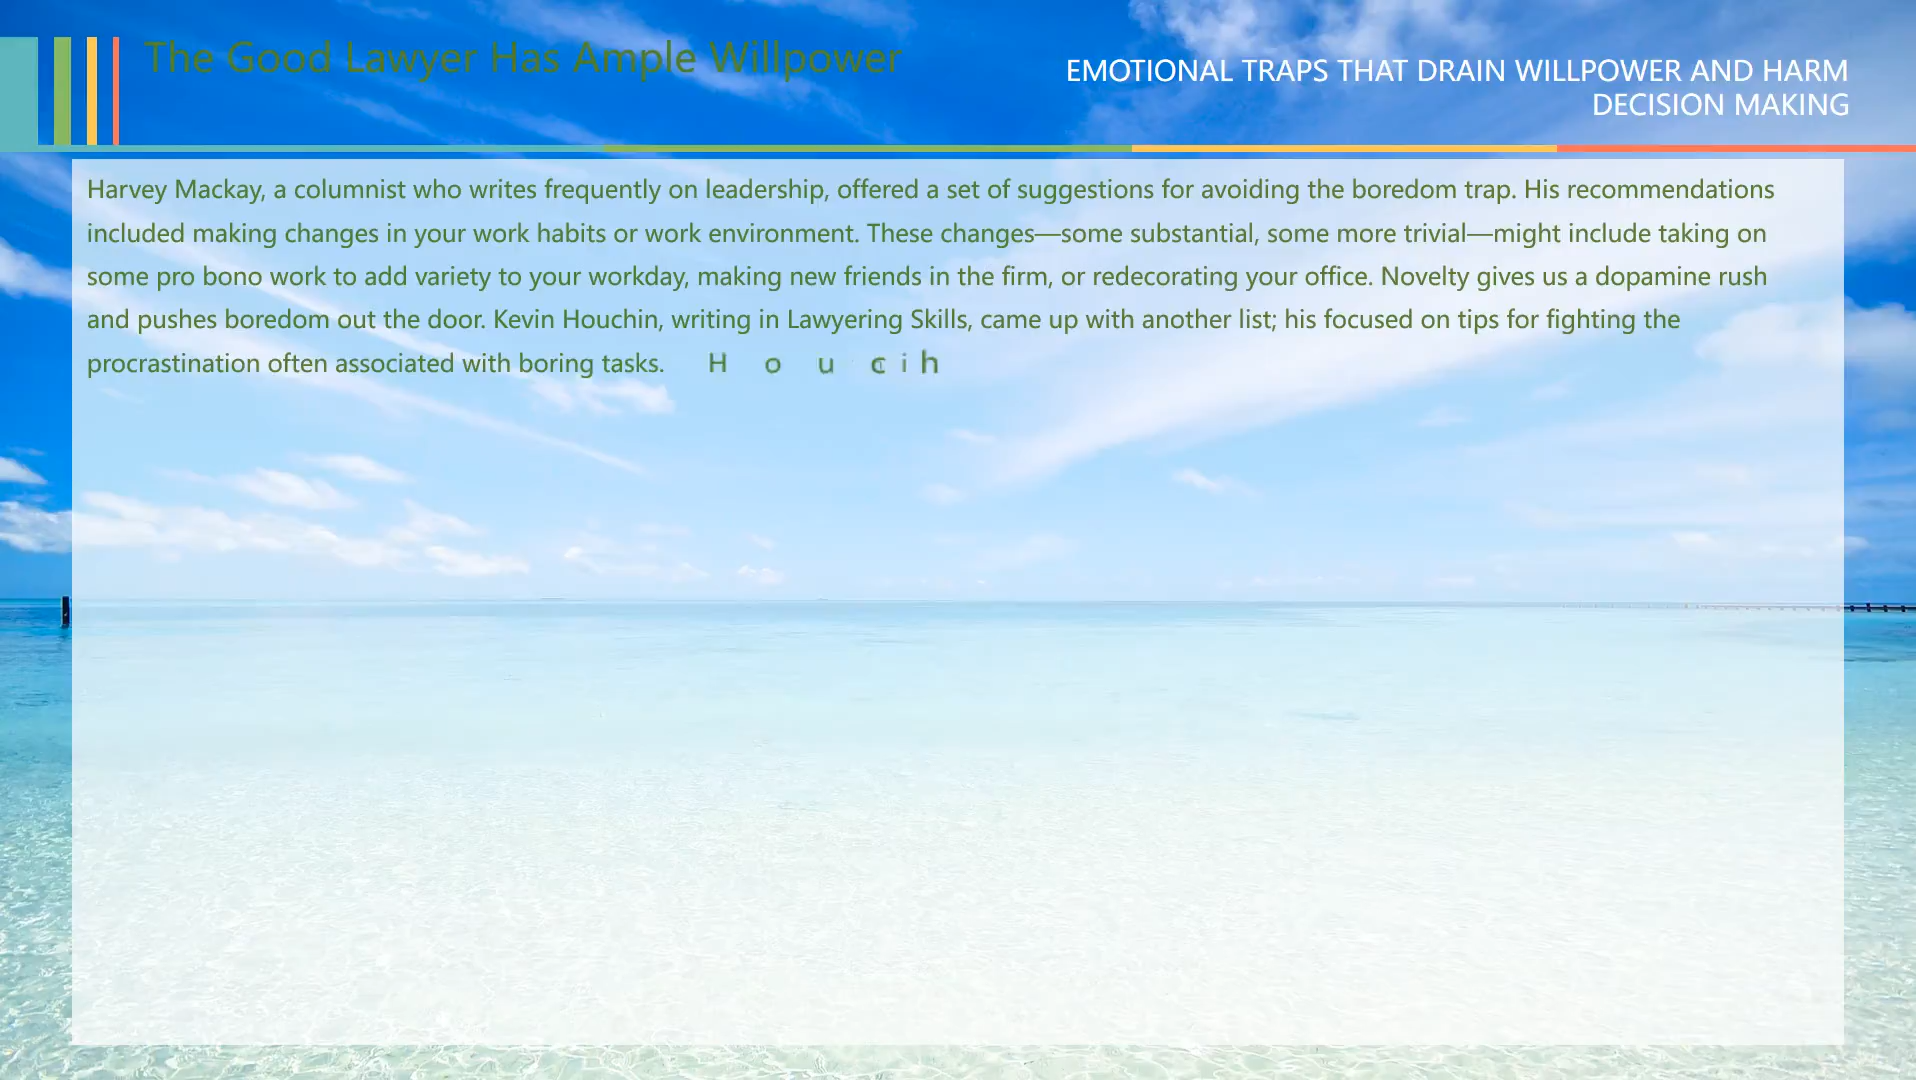 The Good Lawyer Has Ample Willpower
EMOTIONAL TRAPS THAT DRAIN WILLPOWER AND HARM
DECISION MAKING
Harvey Mackay, a columnist who writes frequently on leadership, offered a set of suggestions for avoiding the boredom trap. His recommendations
included making changes in your work habits or work environment. These changes—some substantial, some more trivial—might include taking on
some pro bono work to add variety to your workday, making new friends in the firm, or redecorating your office. Novelty gives us a dopamine rush
and pushes boredom out the door. Kevin Houchin, writing in Lawyering Skills, came up with another list; his focused on tips for fighting the
procrastination often associated with boring tasks.